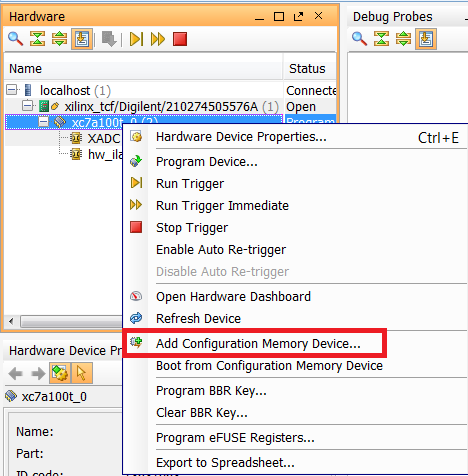 Hardware
Debug Probes
Name Status
localhost (1) Connecte
xilinx_tcf/Digilent/210274505576A (1) Open
xc7a100t_0 (2) Program
XADC
hw_ila
Hardware Device Properties... Ctrl+E
Program Device...
Run Trigger
Run Trigger Immediate
Stop Trigger
Enable Auto Re-trigger
Disable Auto Re-trigger
Open Hardware Dashboard
Refresh Device
Add Configuration Memory Device...
Boot from Configuration Memory Device
Program BBR Key...
Clear BBR Key...
Program eFUSE Registers...
Export to Spreadsheet...
Hardware Device Pr
xc7a100t_0
Name:
Part: